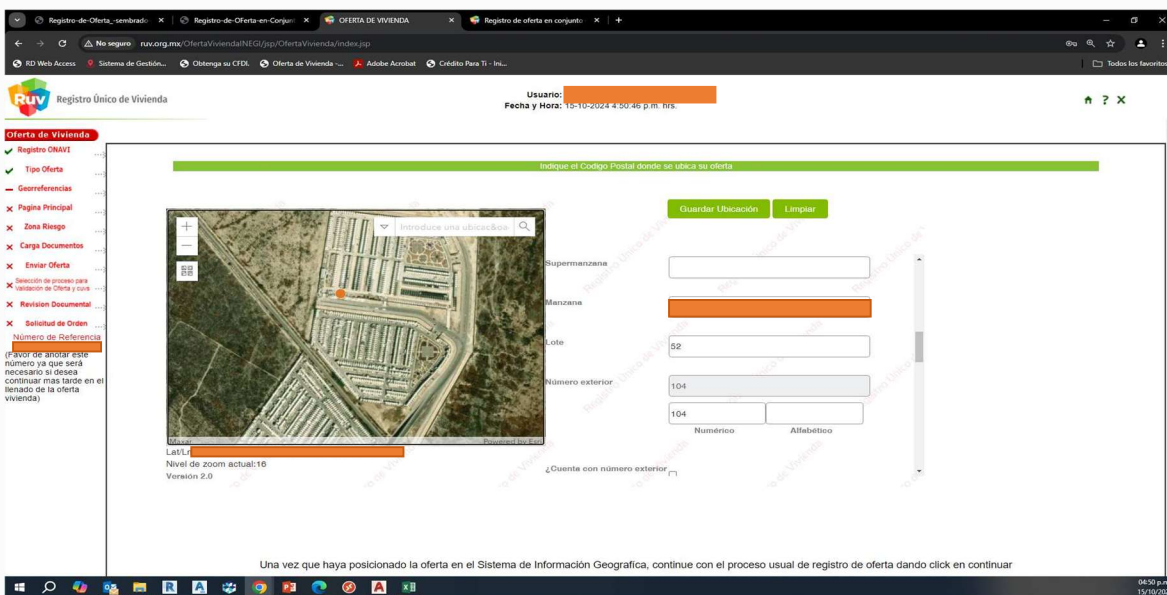 Registro-de-Oferta_-sembrado
Registro-de-OFerta-en-Conjun
OFERTA DE VIVIENDA
Registro de oferta en conjunto
No seguro
ruv.org.mx/OfertaViviendaINEGI/jsp/OfertaVivienda/index.jsp
RD Web Access
Sistema de Gestión...
Obtenga su CFDI.
Oferta de Vivienda -...
Adobe Acrobat
Crédito Para Ti - Ini...
Todos los favoritos
Ruv
Registro Único de Vivienda
Usuario:
Fecha y Hora: 15-10-2024 4:50:46 p.m. hrs.
Oferta de Vivienda
Registro ONAVI
Tipo Oferta
Georreferencias
Pagina Principal
Zona Riesgo
Carga Documentos
Enviar Oferta
Selección de proceso para
Validación de Oferta y cuvs
Revision Documental
Solicitud de Orden
Número de Referencia
(Favor de anotar este
número ya que será
necesario si desea
continuar mas tarde en el
llenado de la oferta
vivienda)
Indique el Codigo Postal donde se ubica su oferta
Introduce una ubicac&oa
Maxar
Powered by Esri
Lat/Lr
Nivel de zoom actual:16
Versión 2.0
Guardar Ubicación
Limpiar
Supermanzana
Manzana
Lote
52
Número exterior
104
104
Numérico
Alfabético
¿Cuenta con número exterior
Una vez que haya posicionado la oferta en el Sistema de Información Geografica, continue con el proceso usual de registro de oferta dando click en continuar
04:50 p.m
15/10/202